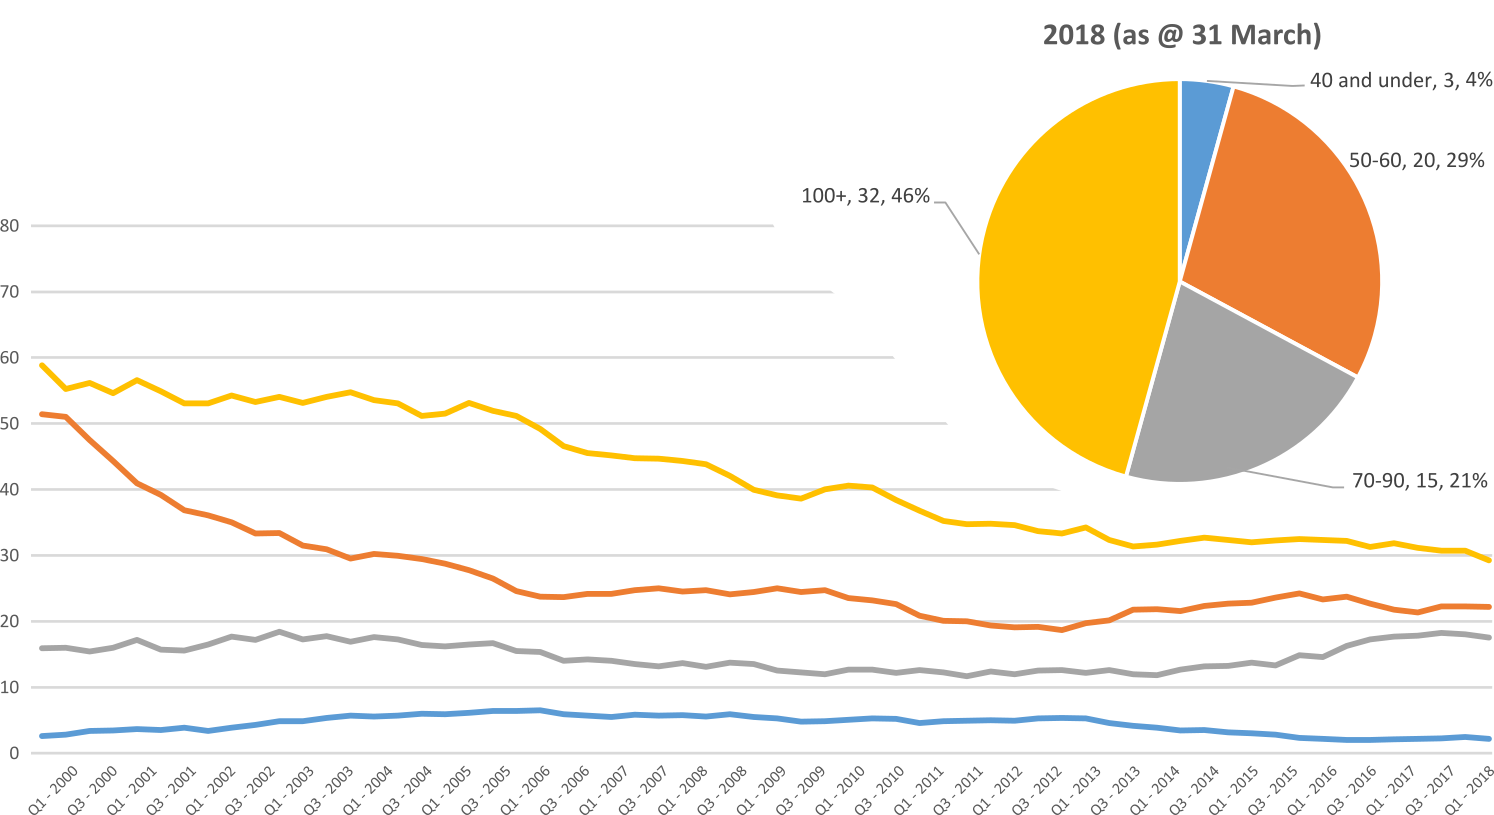 2018 (as @ 31 March)
40 and under, 3, 4%
50-60, 20, 29%
100+, 32, 46%
70-90, 15, 21%
80
70
60
50
40
30
20
10
0
Q1 - 2000
Q3 - 2000
Q1 - 2001
Q3 - 2001
Q1 - 2002
Q3 - 2002
Q1 - 2003
Q3 - 2003
Q1 - 2004
Q3 - 2004
Q1 - 2005
Q3 - 2005
Q1 - 2006
Q3 - 2006
Q1 - 2007
Q3 - 2007
Q1 - 2008
Q3 - 2008
Q1 - 2009
Q3 - 2009
Q1 - 2010
Q3 - 2010
Q1 - 2011
Q3 - 2011
Q1 - 2012
Q3 - 2012
Q1 - 2013
Q3 - 2013
Q1 - 2014
Q3 - 2014
Q1 - 2015
Q3 - 2015
Q1 - 2016
Q3 - 2016
Q1 - 2017
Q3 - 2017
Q1 - 2018